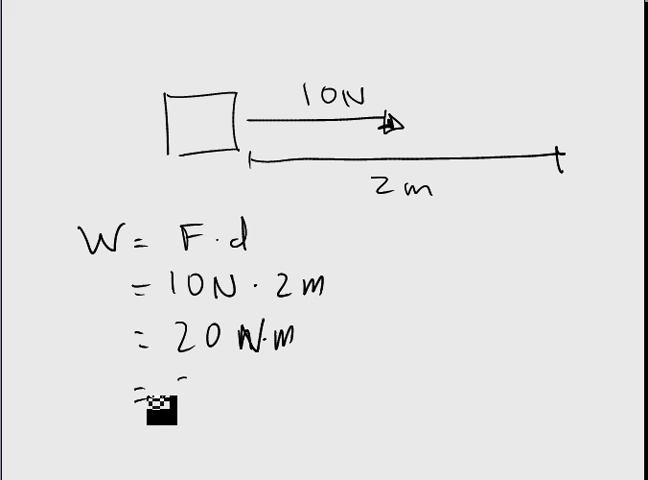 10N
2m
W = F·d
= 10N · 2m
= 20 N·m
=